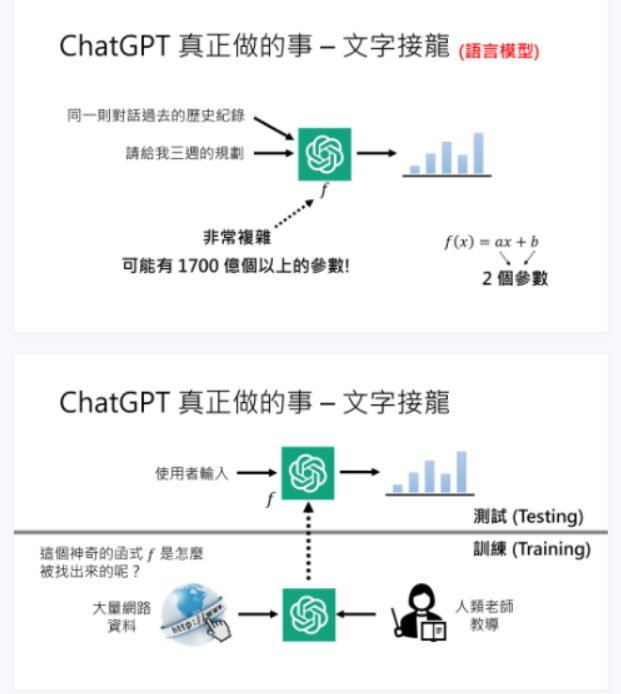 ChatGPT 真正做的事 – 文字接龍 (語言模型)
同一則對話過去的歷史紀錄
請給我三週的規劃
f
非常複雜
可能有 1700 億個以上的參數!
f(x) = ax + b
2 個參數
ChatGPT 真正做的事 – 文字接龍
使用者輸入
f
測試 (Testing)
訓練 (Training)
這個神奇的函式 f 是怎麼
被找出來的呢？
大量網路
資料
http://www.
人類老師
教導